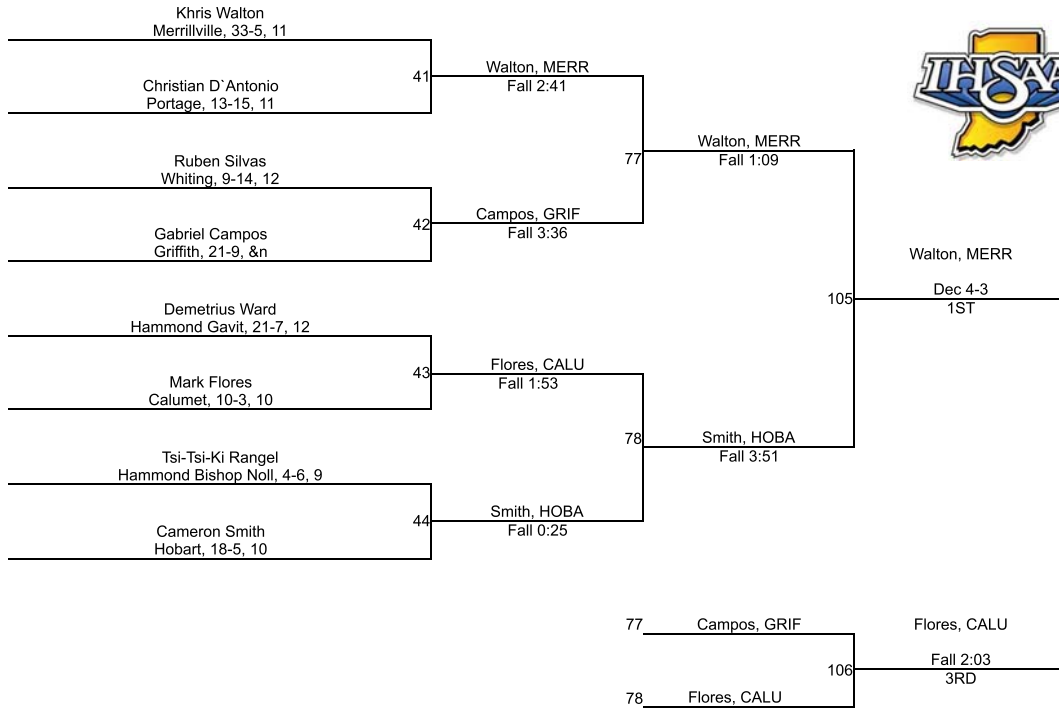 Khris Walton
Merrillville, 33-5, 11
Christian D`Antonio
Portage, 13-15, 11
41
Walton, MERR
Fall 2:41
Ruben Silvas
Whiting, 9-14, 12
Gabriel Campos
Griffith, 21-9, &n
42
Campos, GRIF
Fall 3:36
77
Walton, MERR
Fall 1:09
Demetrius Ward
Hammond Gavit, 21-7, 12
Mark Flores
Calumet, 10-3, 10
43
Flores, CALU
Fall 1:53
Tsi-Tsi-Ki Rangel
Hammond Bishop Noll, 4-6, 9
Cameron Smith
Hobart, 18-5, 10
44
Smith, HOBA
Fall 0:25
78
Smith, HOBA
Fall 3:51
105
IHSAA
Walton, MERR
Dec 4-3
1ST
77
Campos, GRIF
78
Flores, CALU
106
Flores, CALU
Fall 2:03
3RD